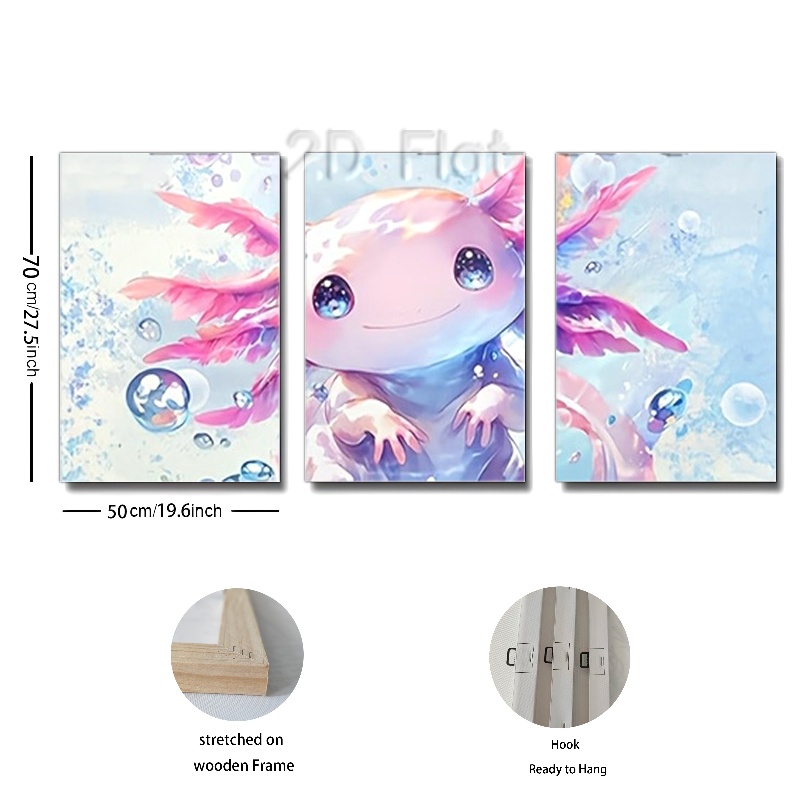 2D Flat
70 cm/27.5inch
50 cm/19.6inch
stretched on
wooden Frame
Hook
Ready to Hang